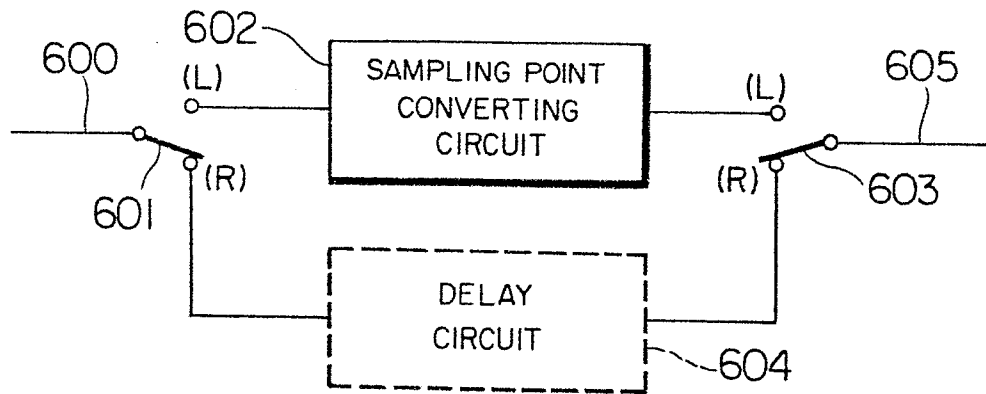 602
600
(L)
SAMPLING POINT
CONVERTING
CIRCUIT
(L)
605
(R)
601
(R)
603
DELAY
CIRCUIT
604